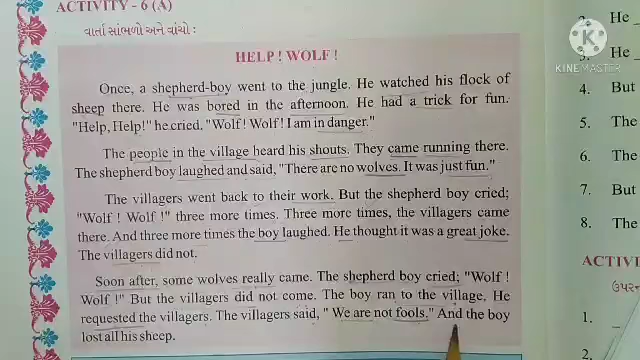 ACTIVITY - 6 (A)
વાર્તા સાંભળો અને વાંચો :
HELP! WOLF!
Once, a shepherd-boy went to the jungle. He watched his flock of
sheep there. He was bored in the afternoon. He had a trick for fun.
"Help, Help!" he cried. "Wolf! Wolf! I am in danger."
The people in the village heard his shouts. They came running there.
The shepherd boy laughed and said, "There are no wolves. It was just fun."
The villagers went back to their work. But the shepherd boy cried;
"Wolf ! Wolf!" three more times. Three more times, the villagers came
there. And three more times the boy laughed. He thought it was a great joke.
The villagers did not.
Soon after, some wolves really came. The shepherd boy cried; "Wolf !
Wolf !" But the villagers did not come. The boy ran to the village. He
requested the villagers. The villagers said, " We are not fools." And the boy
lost all his sheep.
He
3. He
4. But
5. The
6. The
7. But
8. The
ACTIVI
1.
2.
KINEMASTER